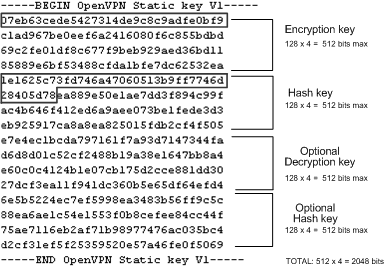 -----BEGIN OpenVPN Static key V1-----
07eb63cede5427314de9c8c9adfe0bf9
c1ad967be0eef6a2416080f6c855bdbd
69c2fe01df8c677f9beb929aed36bd11
85889e6bf53488cfda1bfe7dc62532ea
1e1625c73fd746a47060513b9ff7746d
28405d78ea889e50e1ae7dd3f894c99f
ac4b646f412ed6a9aee073be1fede3d3
eb925917ca8a8ea825015fdb2cf4f505
e7e4ec1bcda797161f7a93d7147344fa
d6d8d01c52cf2488b19a38e1647bb8a4
e60c0c4124b1e07cb175d2cce881dd30
27dcf3ea11f941dc360b5e65df64efd4
6e5b5224ec7ef5998ea3483b56ff9c5c
88ea6ae1c54e1553f0b8cefee84cc44f
75ae7116eb2af71b98977476ac035bc4
d2cf31ef5f25359520e57a46fe0f5069
-----END OpenVPN Static key V1-----
Encryption key
128 x 4 = 512 bits max
Hash key
128 x 4 = 512 bits max
Optional
Decryption key
128 x 4 = 512 bits max
Optional
Hash key
128 x 4 = 512 bits max
TOTAL: 512 x 4 = 2048 bits